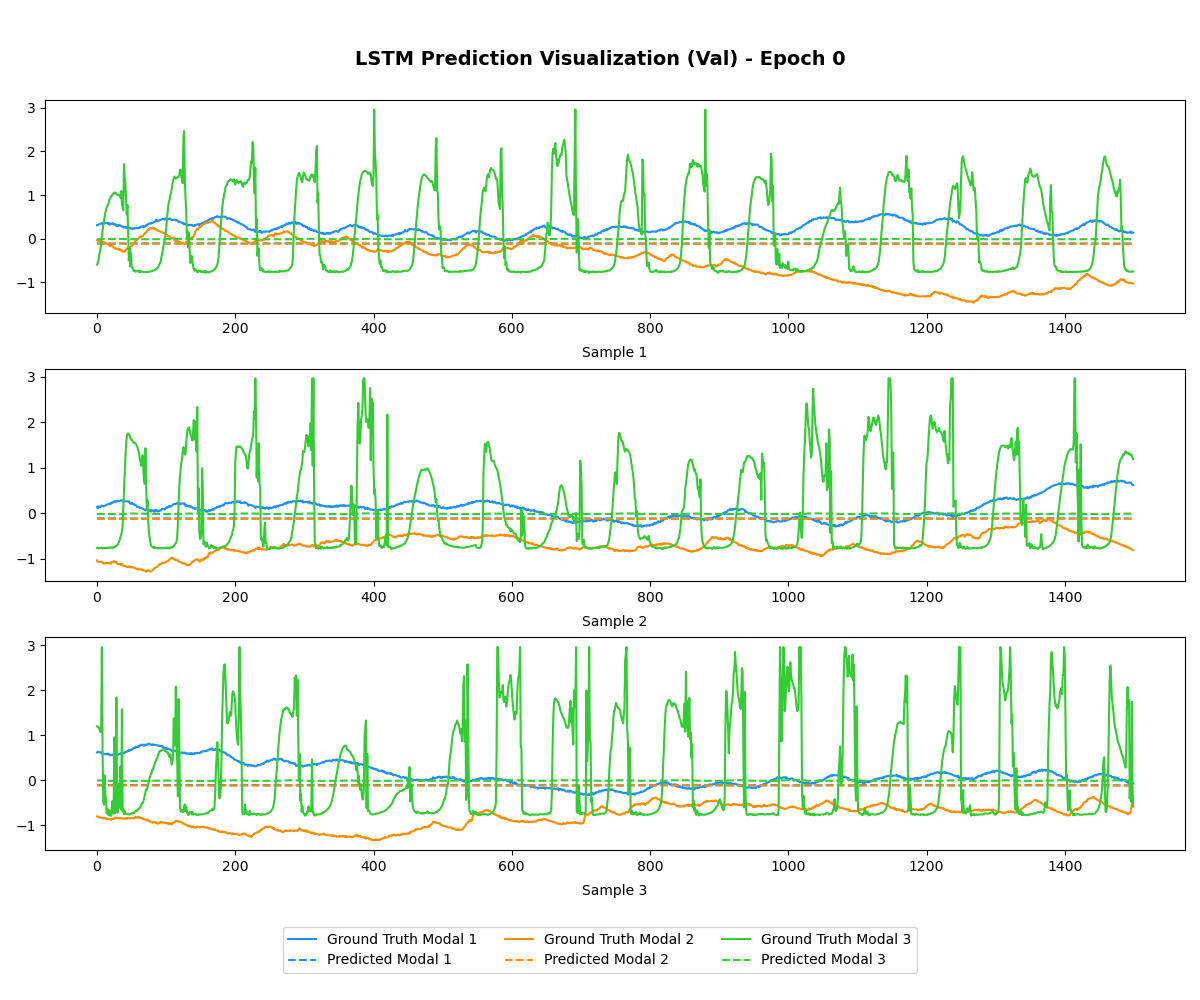 LSTM Prediction Visualization (Val) - Epoch 0
3
2
1
0
−1
0 200 400 600 800 1000 1200 1400
Sample 1
3
2
1
0
−1
0 200 400 600 800 1000 1200 1400
Sample 2
3
2
1
0
−1
0 200 400 600 800 1000 1200 1400
Sample 3
Ground Truth Modal 1 Ground Truth Modal 2 Ground Truth Modal 3
Predicted Modal 1 Predicted Modal 2 Predicted Modal 3